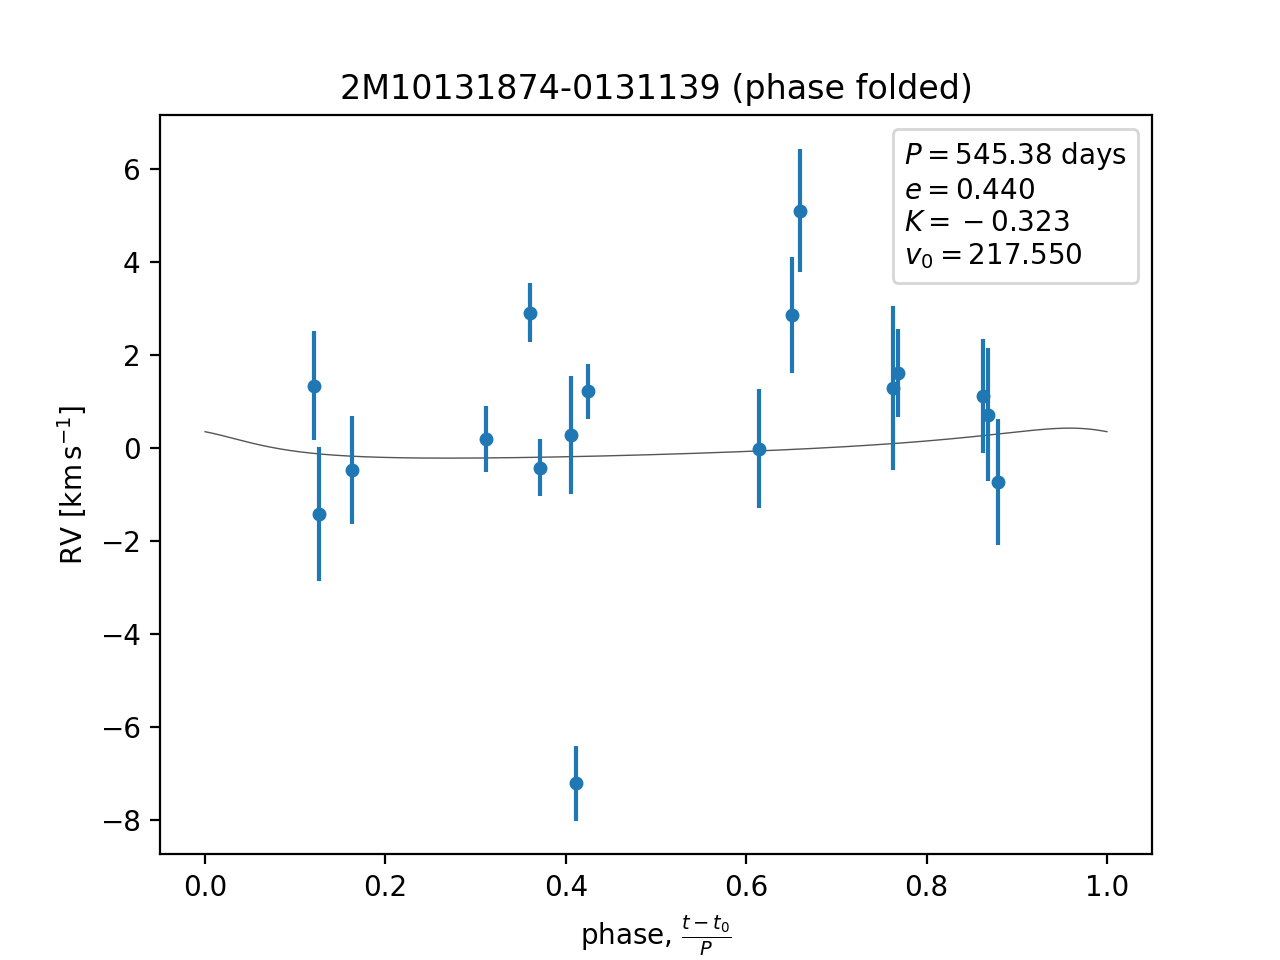 2M10131874-0131139 (phase folded)
P = 545.38 days
e = 0.440
K = −0.323
v₀ = 217.550
6
4
2
0
−2
−4
−6
−8
RV [km s⁻¹]
0.0 0.2 0.4 0.6 0.8 1.0
phase, (t − t₀)/P